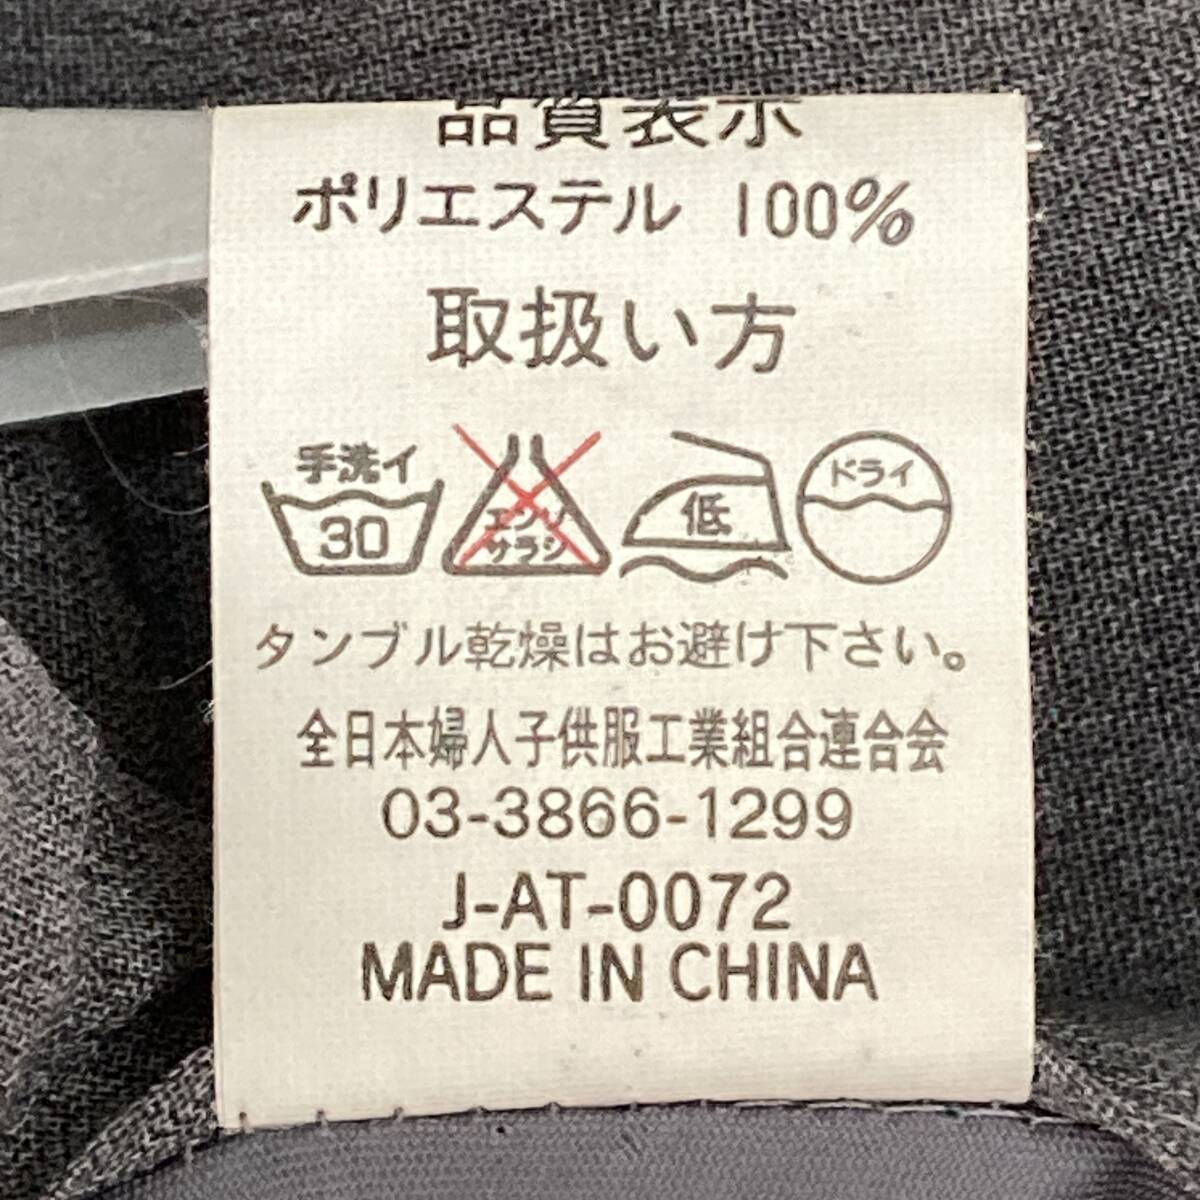 品質表示
ポリエステル 100%
取扱い方
手洗イ
30
エンソ
サラシ
低
ドライ
タンブル乾燥はお避け下さい。
全日本婦人子供服工業組合連合会
03-3866-1299
J-AT-0072
MADE IN CHINA